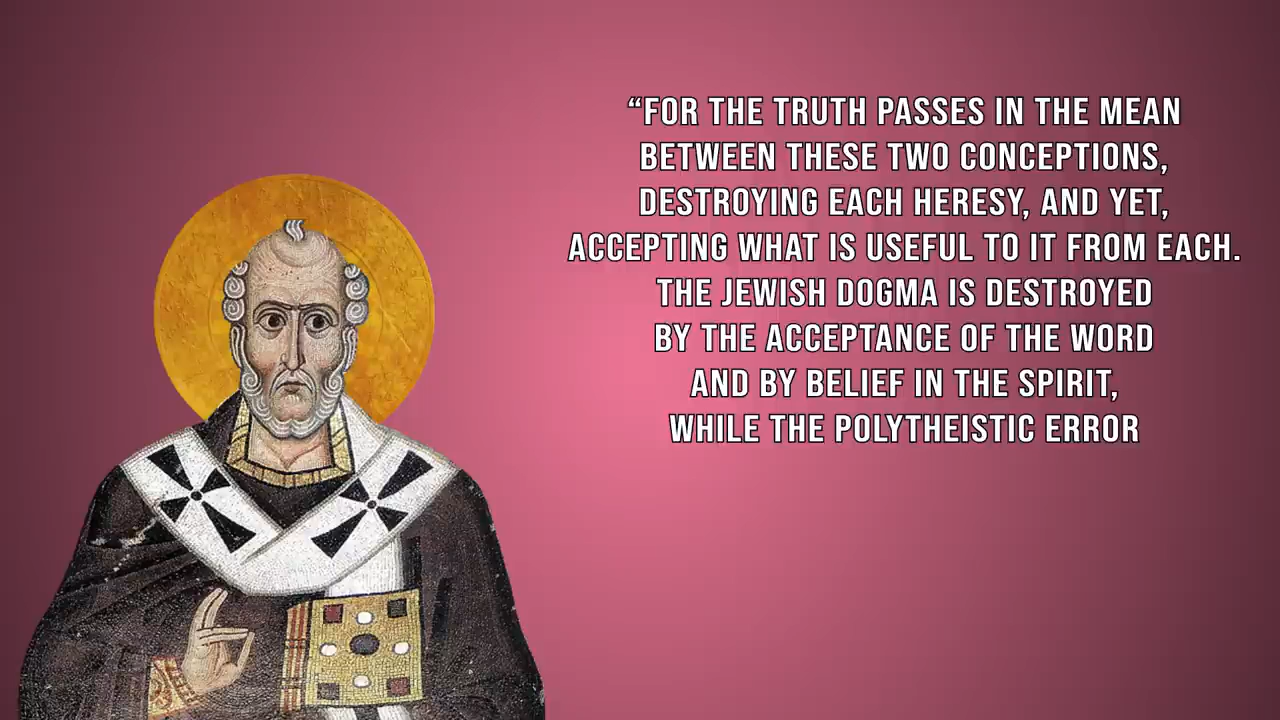 “FOR THE TRUTH PASSES IN THE MEAN
BETWEEN THESE TWO CONCEPTIONS,
DESTROYING EACH HERESY, AND YET,
ACCEPTING WHAT IS USEFUL TO IT FROM EACH.
THE JEWISH DOGMA IS DESTROYED
BY THE ACCEPTANCE OF THE WORD
AND BY BELIEF IN THE SPIRIT,
WHILE THE POLYTHEISTIC ERROR